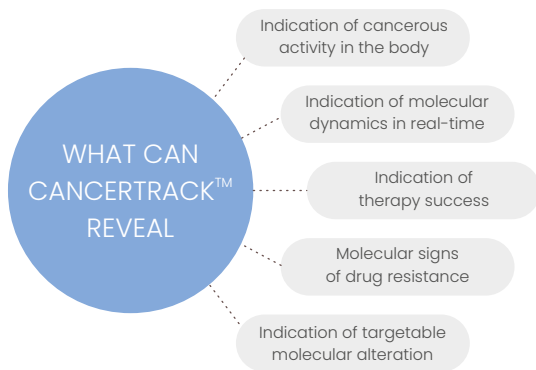 Indication of cancerous
activity in the body
Indication of molecular
dynamics in real-time
WHAT CAN
CANCERTRACK™
REVEAL
Indication of
therapy success
Molecular signs
of drug resistance
Indication of targetable
molecular alteration